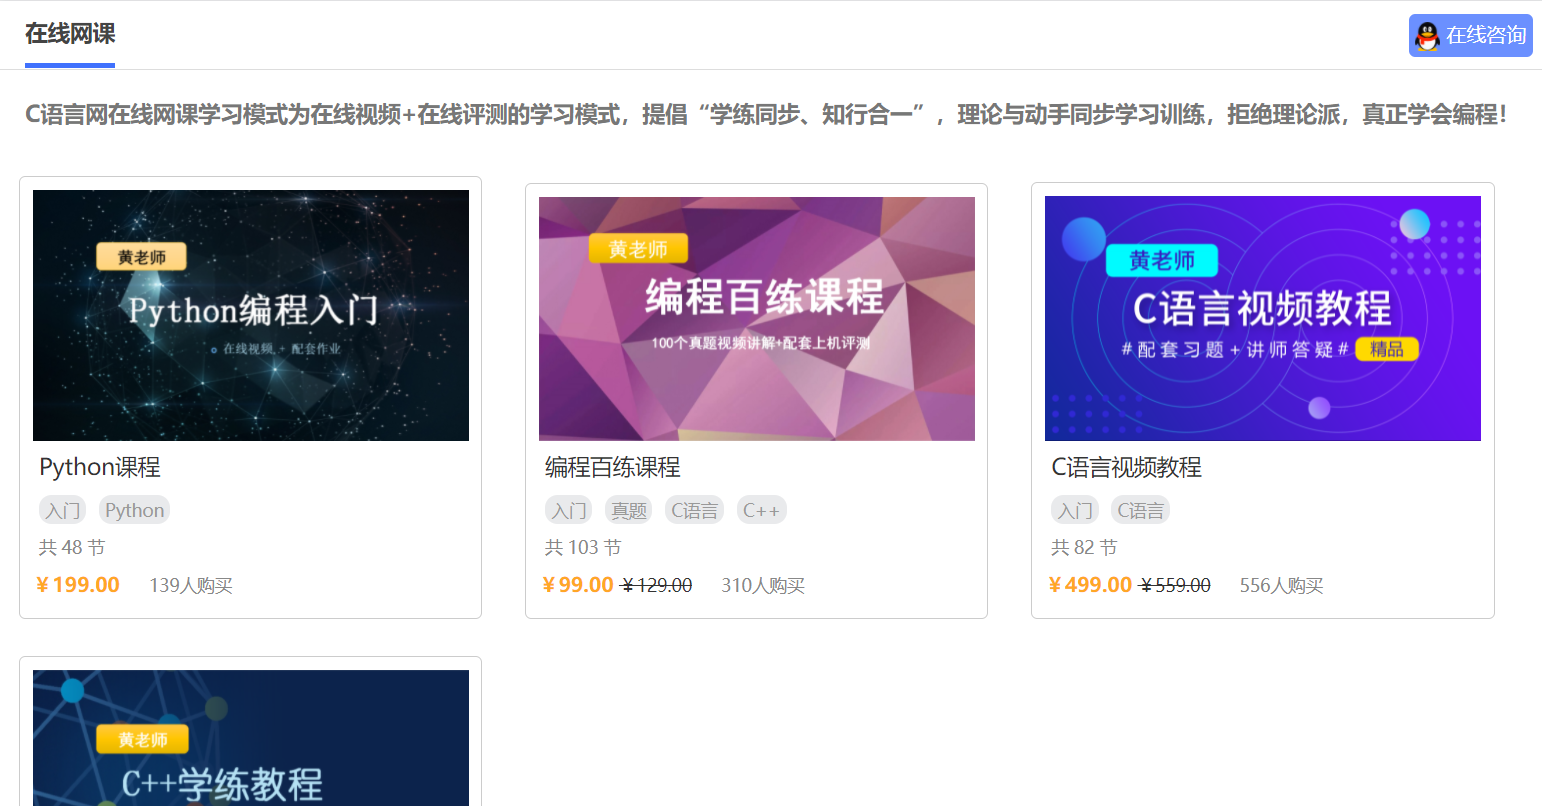 在线网课
在线咨询
C语言网在线网课学习模式为在线视频+在线评测的学习模式，提倡“学练同步、知行合一”，理论与动手同步学习训练，拒绝理论派，真正学会编程！
黄老师
Python编程入门
在线视频 + 配套作业
Python课程
入门 Python
共 48 节
¥199.00 139人购买
黄老师
编程百练课程
100个真题视频讲解+配套上机评测
编程百练课程
入门 真题 C语言 C++
共 103 节
¥99.00 ¥129.00 310人购买
黄老师
C语言视频教程
#配套习题+讲师答疑# 精品
C语言视频教程
入门 C语言
共 82 节
¥499.00 ¥559.00 556人购买
黄老师
C++学练教程